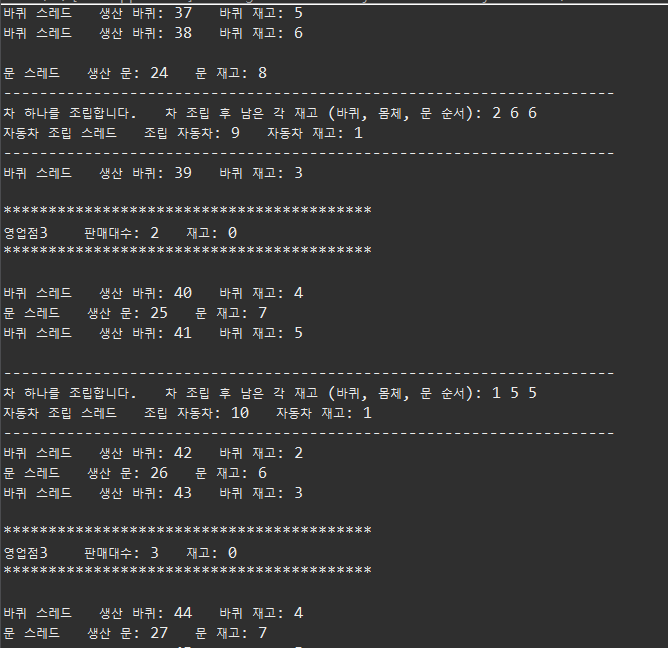 바퀴 스레드   생산 바퀴: 37   바퀴 재고: 5
바퀴 스레드   생산 바퀴: 38   바퀴 재고: 6
문 스레드   생산 문: 24   문 재고: 8
--------------------------------------------------------------------
차 하나를 조립합니다.   차 조립 후 남은 각 재고 (바퀴, 몸체, 문 순서): 2 6 6
자동차 조립 스레드   조립 자동차: 9   자동차 재고: 1
--------------------------------------------------------------------
바퀴 스레드   생산 바퀴: 39   바퀴 재고: 3
*****************************************
영업점3    판매대수: 2   재고: 0
*****************************************
바퀴 스레드   생산 바퀴: 40   바퀴 재고: 4
문 스레드   생산 문: 25   문 재고: 7
바퀴 스레드   생산 바퀴: 41   바퀴 재고: 5
--------------------------------------------------------------------
차 하나를 조립합니다.   차 조립 후 남은 각 재고 (바퀴, 몸체, 문 순서): 1 5 5
자동차 조립 스레드   조립 자동차: 10   자동차 재고: 1
--------------------------------------------------------------------
바퀴 스레드   생산 바퀴: 42   바퀴 재고: 2
문 스레드   생산 문: 26   문 재고: 6
바퀴 스레드   생산 바퀴: 43   바퀴 재고: 3
*****************************************
영업점3    판매대수: 3   재고: 0
*****************************************
바퀴 스레드   생산 바퀴: 44   바퀴 재고: 4
문 스레드   생산 문: 27   문 재고: 7